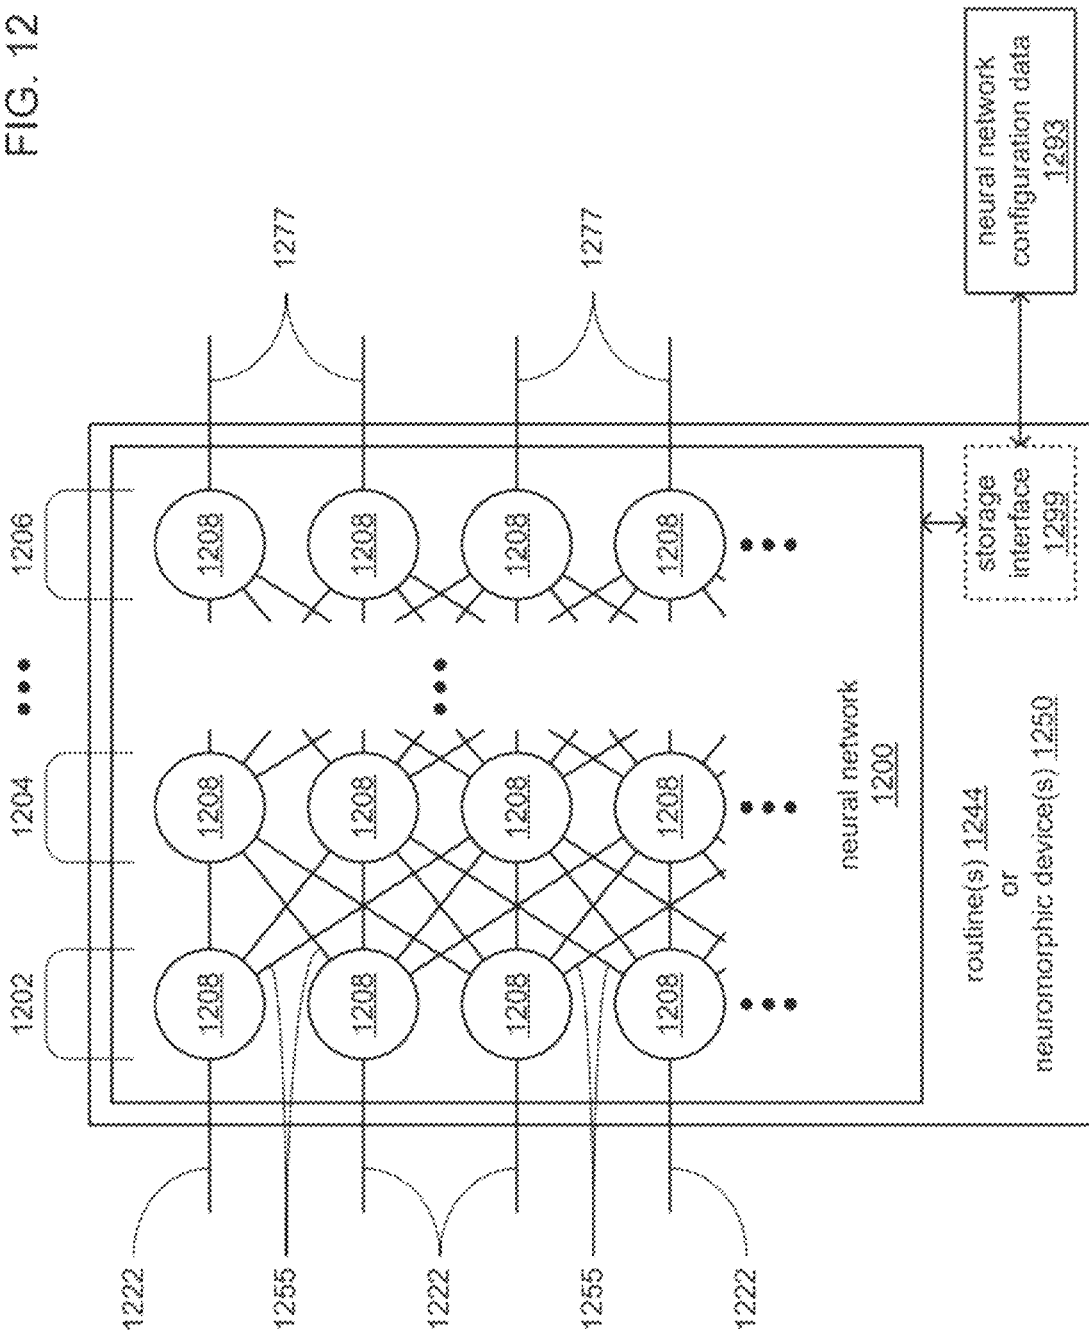 FIG. 12
1202
1204
•••
1206
1222
1255
1222
1255
1222
1208
1208
1208
1208
1208
1208
1208
1208
1208
1208
1208
1208
1277
1277
neural network
1200
routine(s) 1244
or
neuromorphic device(s) 1250
storage
interface
1299
neural network
configuration data
1293